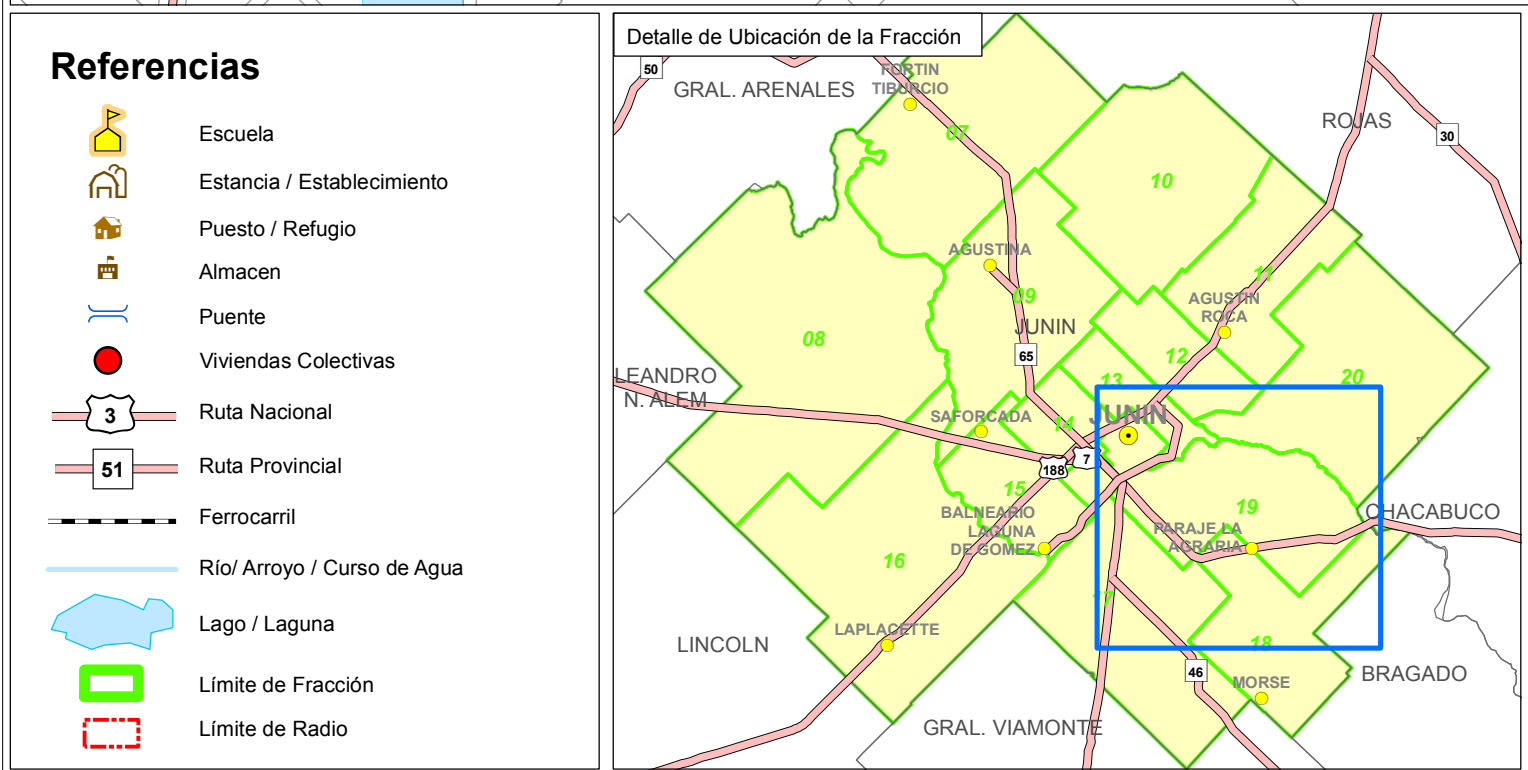 Referencias
Escuela
Estancia / Establecimiento
Puesto / Refugio
Almacen
Puente
Viviendas Colectivas
3
Ruta Nacional
51
Ruta Provincial
Ferrocarril
Río/ Arroyo / Curso de Agua
Lago / Laguna
Límite de Fracción
Límite de Radio
Detalle de Ubicación de la Fracción
50
GRAL. ARENALES
FORTIN
TIBURCIO
07
ROJAS
30
10
AGUSTINA
09
11
AGUSTIN
ROCA
JUNIN
08
65
12
LEANDRO
N. ALEM
13
20
SAFORCADA
14
JUNIN
7
188
15
BALNEARIO
LAGUNA
DE GOMEZ
19
CHACABUCO
PARAJE LA
AGRARIA
16
17
LAPLACETTE
LINCOLN
18
46
MORSE
BRAGADO
GRAL. VIAMONTE